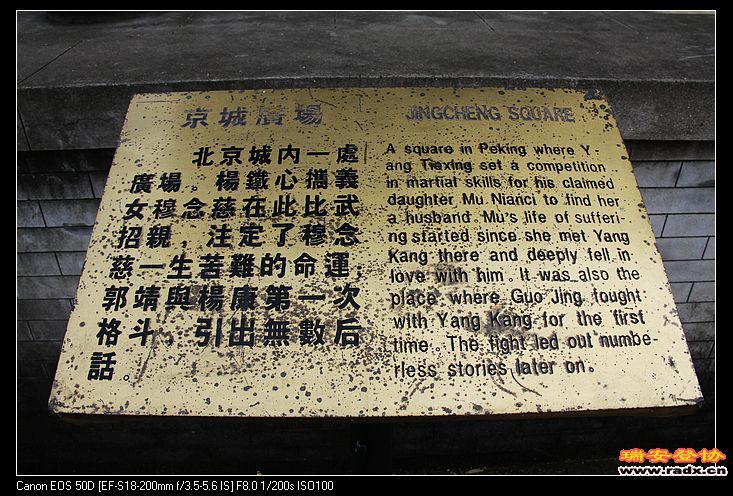 京城廣場
北京城内一處
廣場。楊鐵心攜義
女穆念慈在此比武
招親，注定了穆念
慈一生苦難的命運；
郭靖與楊康第一次
格斗，引出無數后
話。
JINGCHENG SQUARE
A square in Peking where Y-
ang Tiexing set a competition
in martial skills for his claimed
daughter Mu Nianci to find her
a husband. Mu's life of sufferi-
ng started since she met Yang
Kang there and deeply fell in
love with him. It was also the
place where Guo Jing fought
with Yang Kang for the first
time. The fight led out numbe-
rless stories later on.
Canon EOS 50D [EF-S18-200mm f/3.5-5.6 IS] F8.0 1/200s ISO100
瑞安登协
www.radx.cn